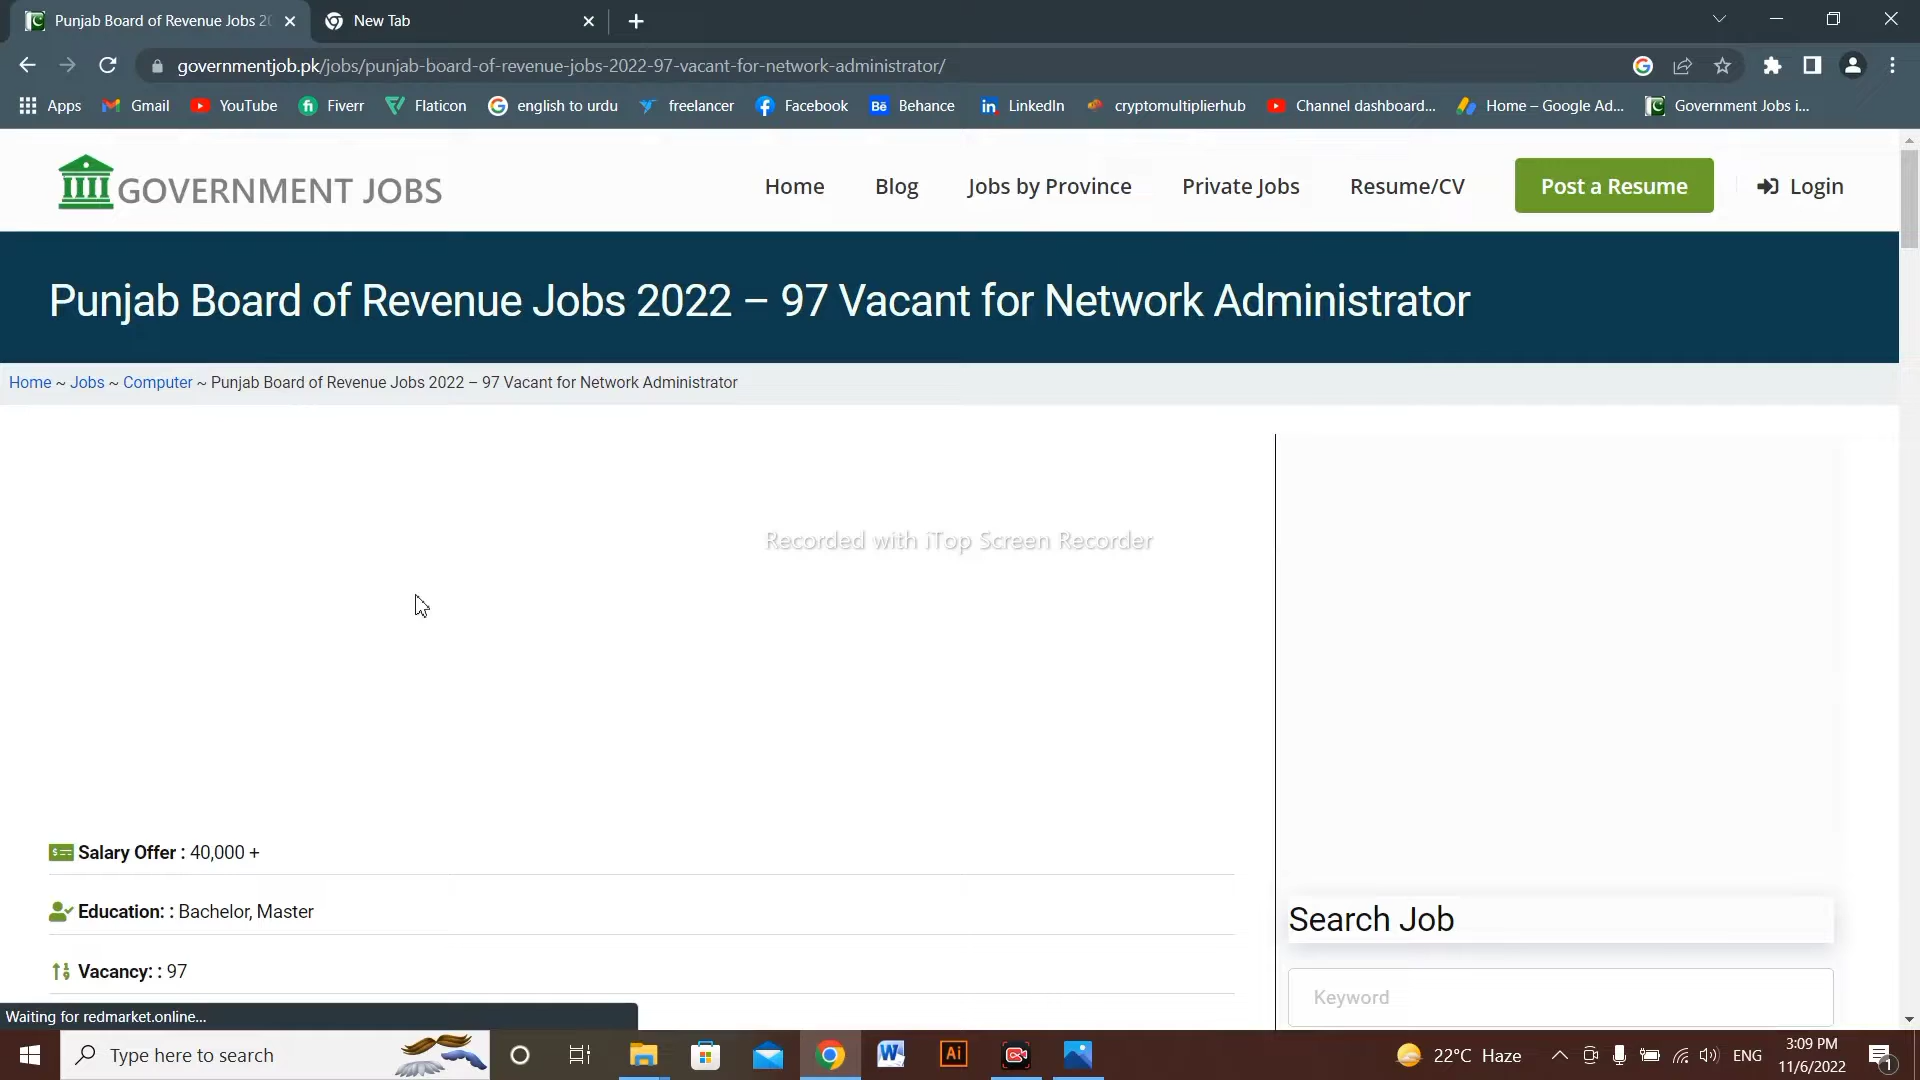 Punjab Board of Revenue Jobs 20
New Tab
governmentjob.pk/jobs/punjab-board-of-revenue-jobs-2022-97-vacant-for-network-administrator/
Apps Gmail YouTube Fiverr Flaticon english to urdu freelancer Facebook Behance LinkedIn cryptomultiplierhub Channel dashboard... Home – Google Ad... Government Jobs i...
GOVERNMENT JOBS
Home Blog Jobs by Province Private Jobs Resume/CV Post a Resume Login
Punjab Board of Revenue Jobs 2022 – 97 Vacant for Network Administrator
Home ~ Jobs ~ Computer ~ Punjab Board of Revenue Jobs 2022 – 97 Vacant for Network Administrator
Recorded with iTop Screen Recorder
Salary Offer : 40,000 +
Education: : Bachelor, Master
Vacancy: : 97
Search Job
Keyword
Waiting for redmarket.online...
Type here to search
22°C Haze
ENG
3:09 PM
11/6/2022
1